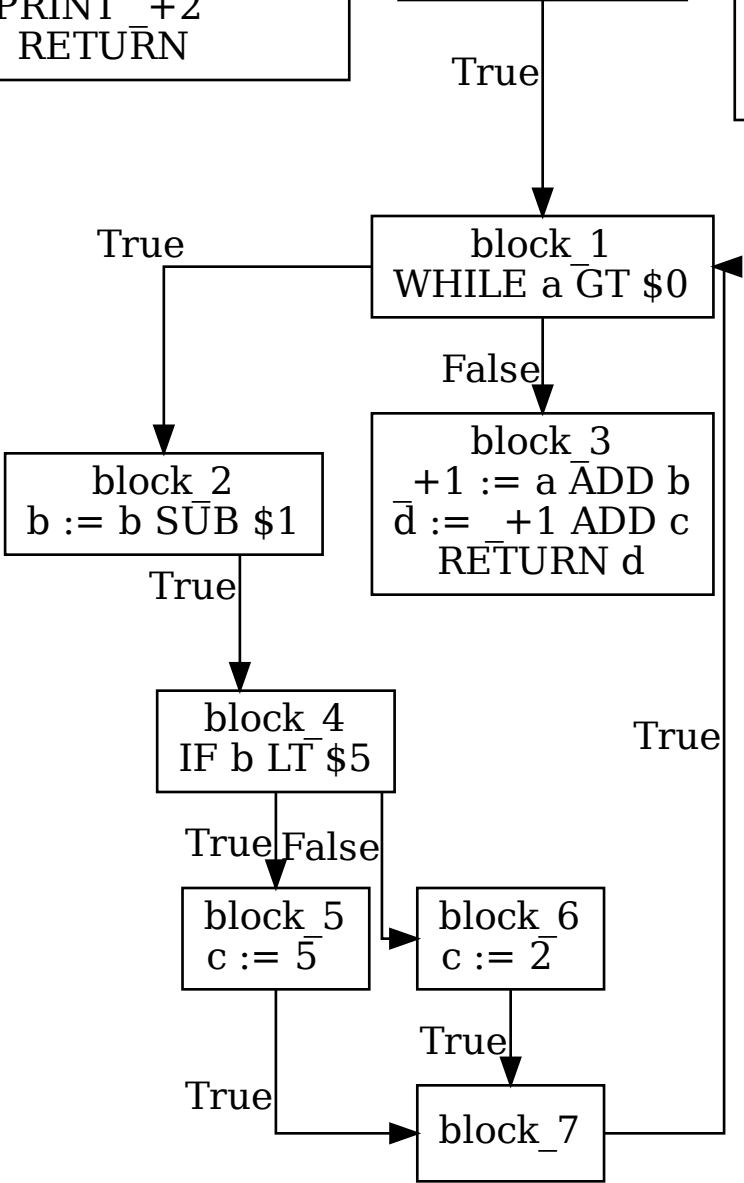 PRINT _+2
RETURN
True
block_1
WHILE a GT $0
True
False
block_2
b := b SUB $1
block_3
_+1 := a ADD b
d := _+1 ADD c
RETURN d
True
block_4
IF b LT $5
True
True
False
block_5
c := 5
block_6
c := 2
True
True
block_7